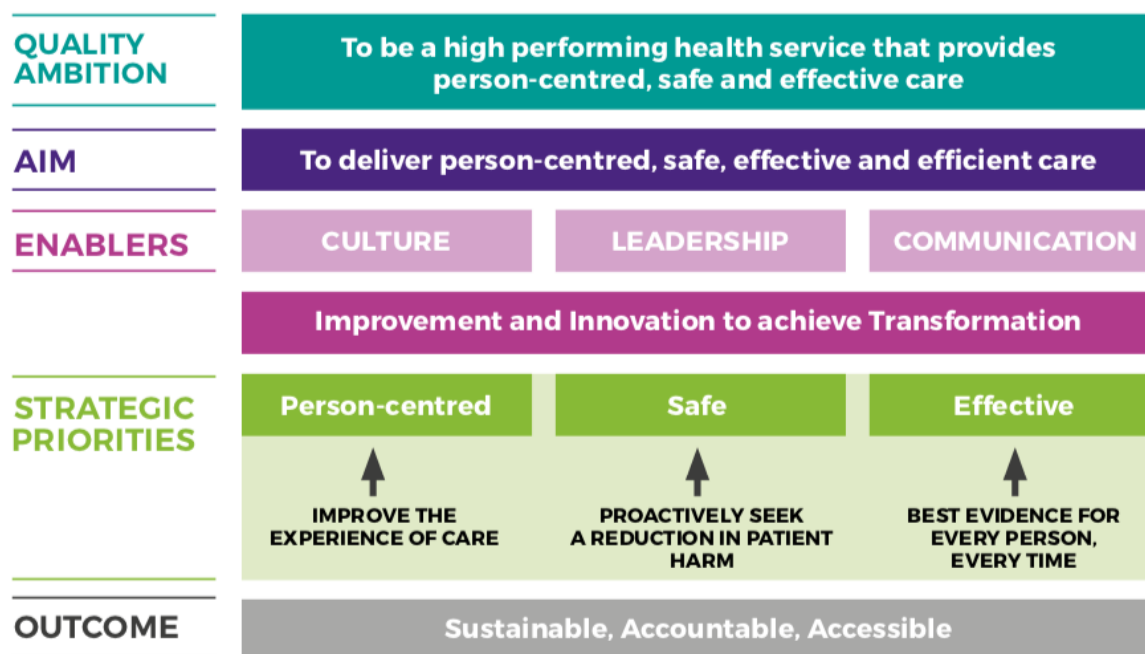 QUALITY
AMBITION
To be a high performing health service that provides
person-centred, safe and effective care
AIM
To deliver person-centred, safe, effective and efficient care
ENABLERS
CULTURE
LEADERSHIP
COMMUNICATION
Improvement and Innovation to achieve Transformation
STRATEGIC
PRIORITIES
Person-centred
Safe
Effective
IMPROVE THE
EXPERIENCE OF CARE
PROACTIVELY SEEK
A REDUCTION IN PATIENT
HARM
BEST EVIDENCE FOR
EVERY PERSON,
EVERY TIME
OUTCOME
Sustainable, Accountable, Accessible